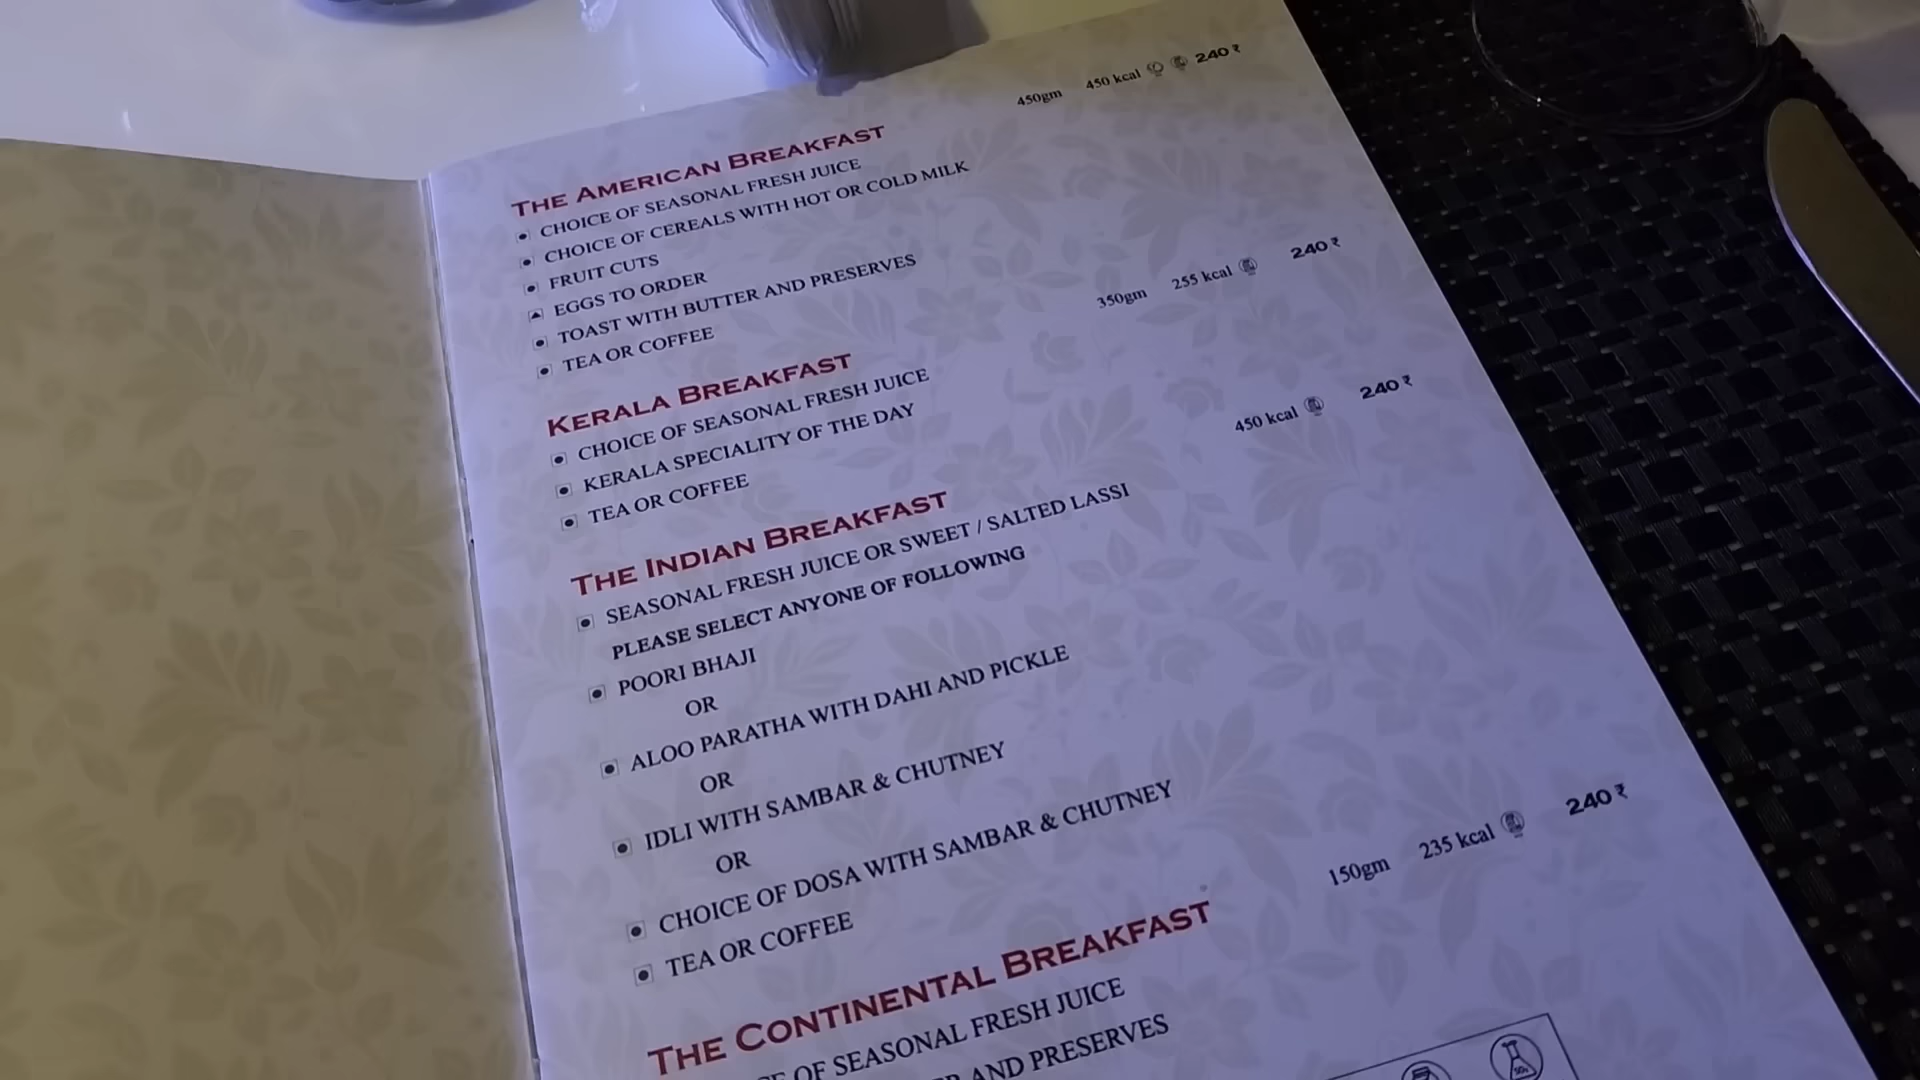 THE AMERICAN BREAKFAST 450gm 450 kcal 240 ₹
CHOICE OF SEASONAL FRESH JUICE
CHOICE OF CEREALS WITH HOT OR COLD MILK
FRUIT CUTS
EGGS TO ORDER
TOAST WITH BUTTER AND PRESERVES
TEA OR COFFEE
KERALA BREAKFAST 350gm 255 kcal 240 ₹
CHOICE OF SEASONAL FRESH JUICE
KERALA SPECIALITY OF THE DAY
TEA OR COFFEE
THE INDIAN BREAKFAST 450 kcal 240 ₹
SEASONAL FRESH JUICE OR SWEET / SALTED LASSI
PLEASE SELECT ANYONE OF FOLLOWING
POORI BHAJI
OR
ALOO PARATHA WITH DAHI AND PICKLE
OR
IDLI WITH SAMBAR & CHUTNEY
OR
CHOICE OF DOSA WITH SAMBAR & CHUTNEY
TEA OR COFFEE
THE CONTINENTAL BREAKFAST 150gm 235 kcal 240 ₹
OF SEASONAL FRESH JUICE
AND PRESERVES